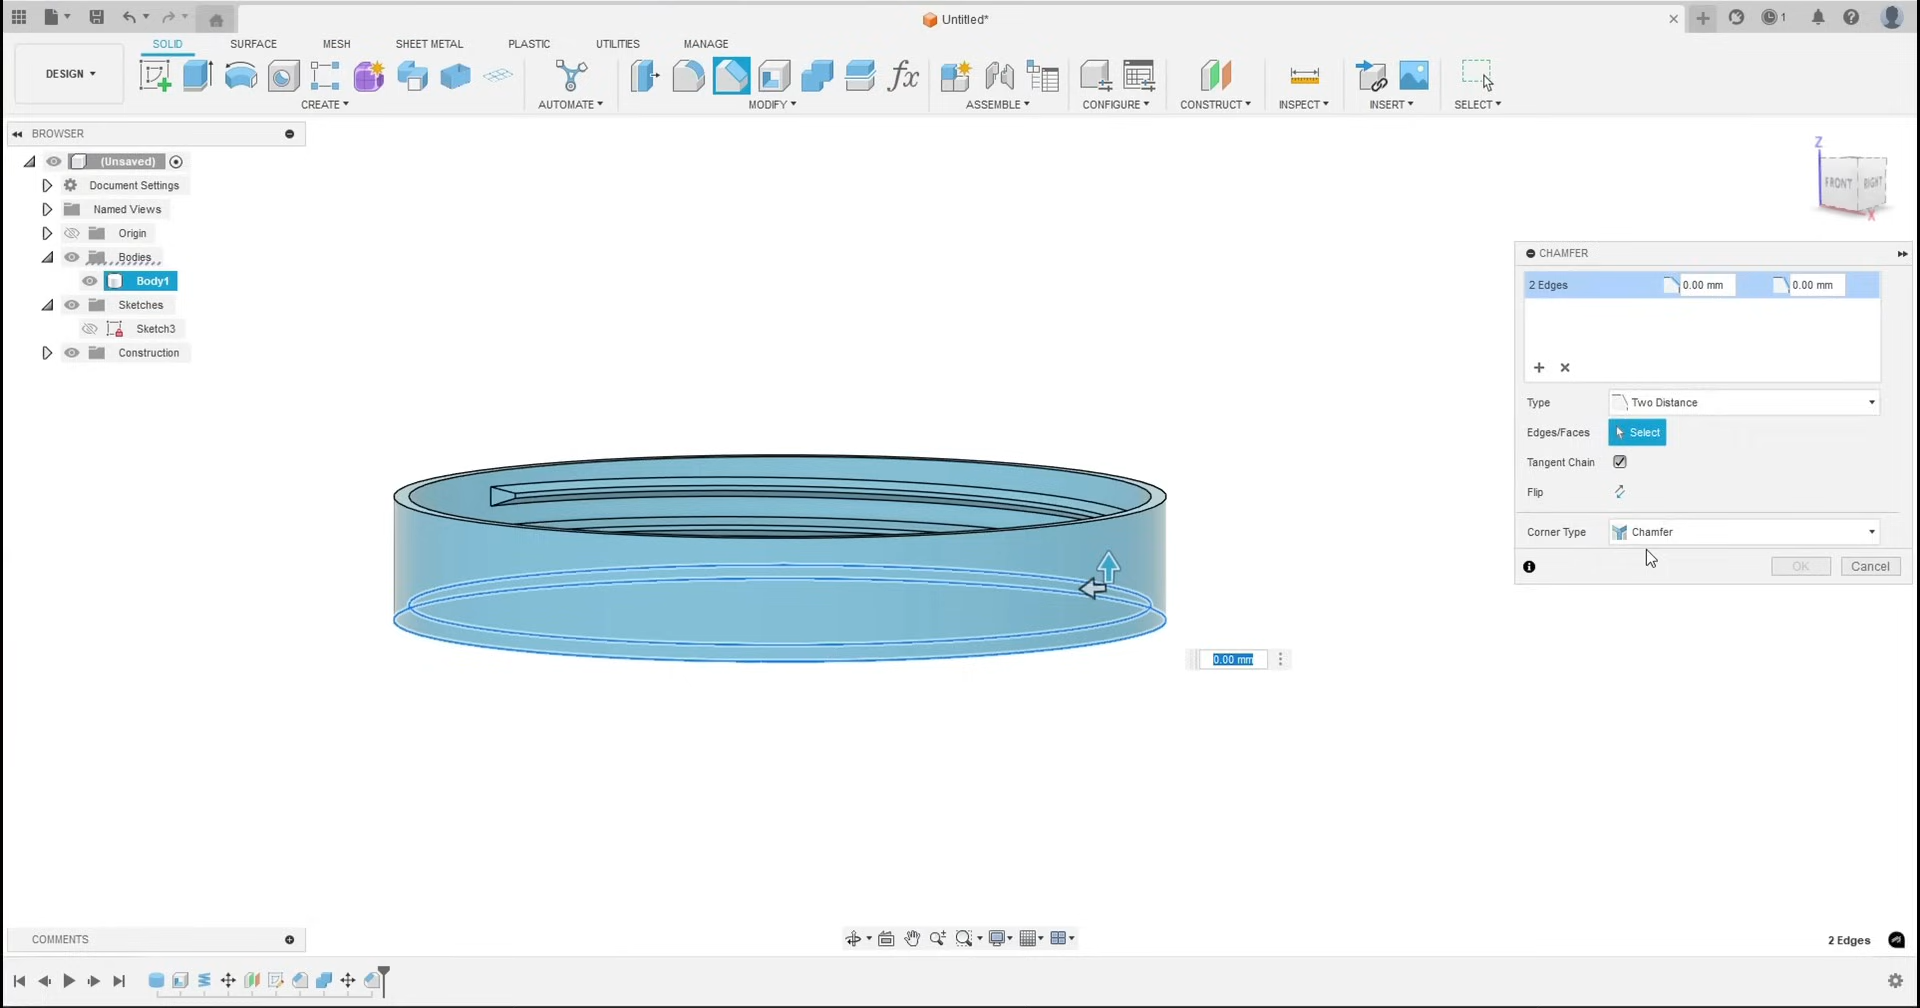 Untitled*
1
DESIGN
SOLID
SURFACE
MESH
SHEET METAL
PLASTIC
UTILITIES
MANAGE
fx
CREATE
AUTOMATE
MODIFY
ASSEMBLE
CONFIGURE
CONSTRUCT
INSPECT
INSERT
SELECT
BROWSER
(Unsaved)
Document Settings
Named Views
Origin
Bodies
Body1
Sketches
Sketch3
Construction
Z
FRONT
RIGHT
X
CHAMFER
2 Edges 0.00 mm 0.00 mm
Type Two Distance
Edges/Faces Select
Tangent Chain
Flip
Corner Type Chamfer
OK Cancel
0.00 mm
COMMENTS
2 Edges